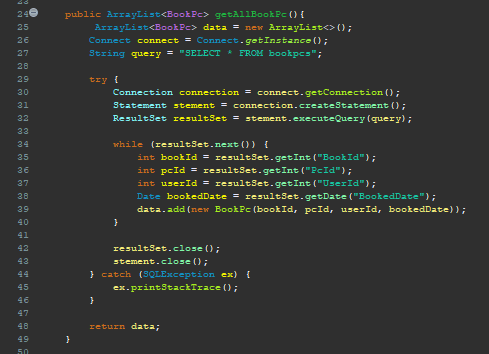 23
24 public ArrayList<BookPc> getAllBookPc(){
25 ArrayList<BookPc> data = new ArrayList<>();
26 Connect connect = Connect.getInstance();
27 String query = "SELECT * FROM bookpcs";
28
29 try {
30 Connection connection = connect.getConnection();
31 Statement stement = connection.createStatement();
32 ResultSet resultSet = stement.executeQuery(query);
33
34 while (resultSet.next()) {
35 int bookId = resultSet.getInt("BookId");
36 int pcId = resultSet.getInt("PcId");
37 int userId = resultSet.getInt("UserId");
38 Date bookedDate = resultSet.getDate("BookedDate");
39 data.add(new BookPc(bookId, pcId, userId, bookedDate));
40 }
41
42 resultSet.close();
43 stement.close();
44 } catch (SQLException ex) {
45 ex.printStackTrace();
46 }
47
48 return data;
49 }
50